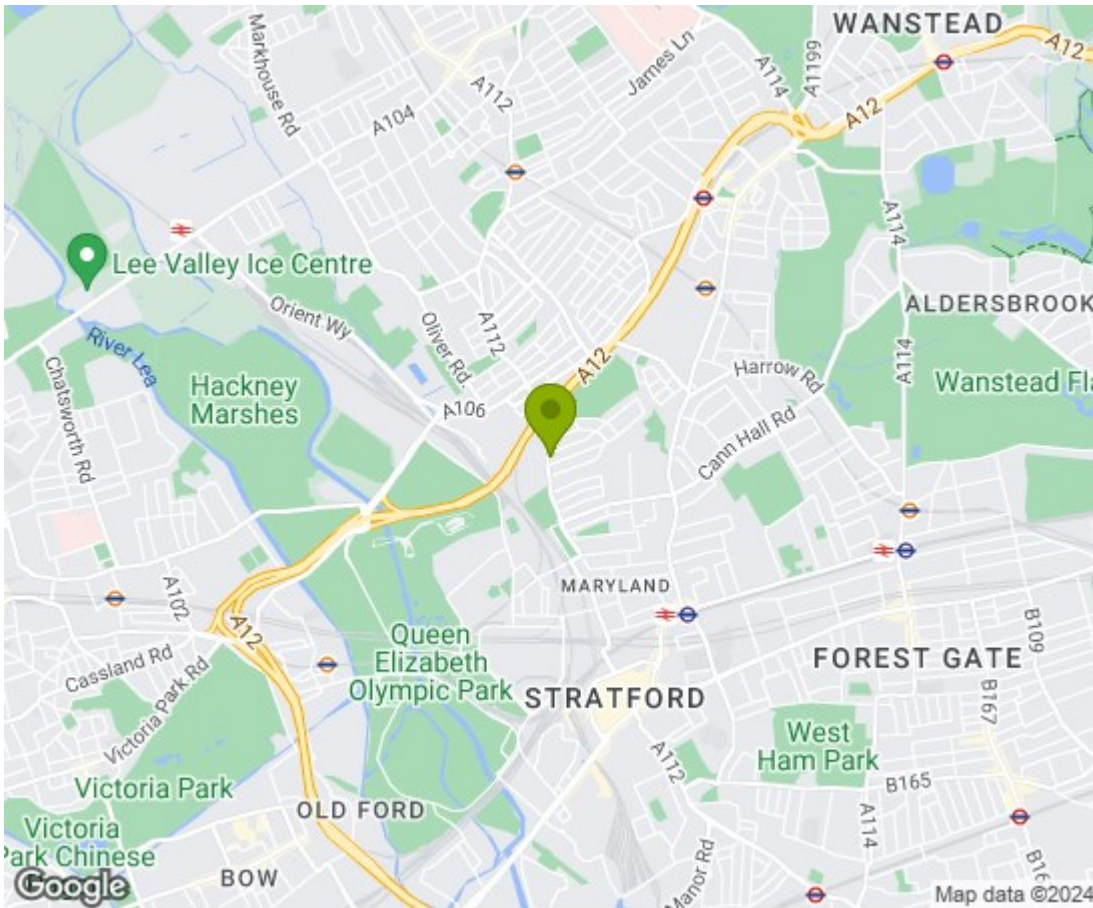 WANSTEAD
A12
A114
A1199
Markhouse Rd
James Ln
A112
A104
A12
Lee Valley Ice Centre
A114
Orient Wy
ALDERSBROOK
River Lea
Oliver Rd
A112
A12
A114
Chatsworth Rd
Hackney
Marshes
Harrow Rd
Wanstead Fla
A106
Cann Hall Rd
MARYLAND
A102
B109
A12
Queen
Elizabeth
Olympic Park
Cassland Rd
FOREST GATE
Victoria Park Rd
STRATFORD
B167
West
Ham Park
A112
B165
Victoria Park
OLD FORD
A114
Victoria
Park Chinese
Manor Rd
BOW
B16
Google
Map data ©2024